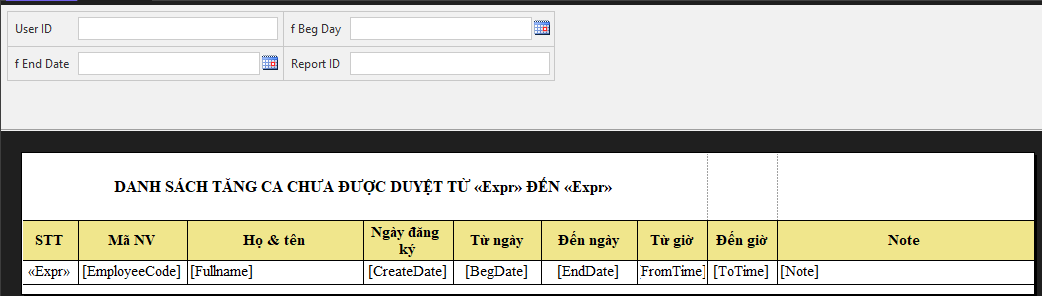 User ID
f Beg Day
f End Date
Report ID
DANH SÁCH TĂNG CA CHƯA ĐƯỢC DUYỆT TỪ «Expr» ĐẾN «Expr»
STT
Mã NV
Họ & tên
Ngày đăng
ký
Từ ngày
Đến ngày
Từ giờ
Đến giờ
Note
«Expr»
[EmployeeCode]
[Fullname]
[CreateDate]
[BegDate]
[EndDate]
FromTime]
[ToTime]
[Note]